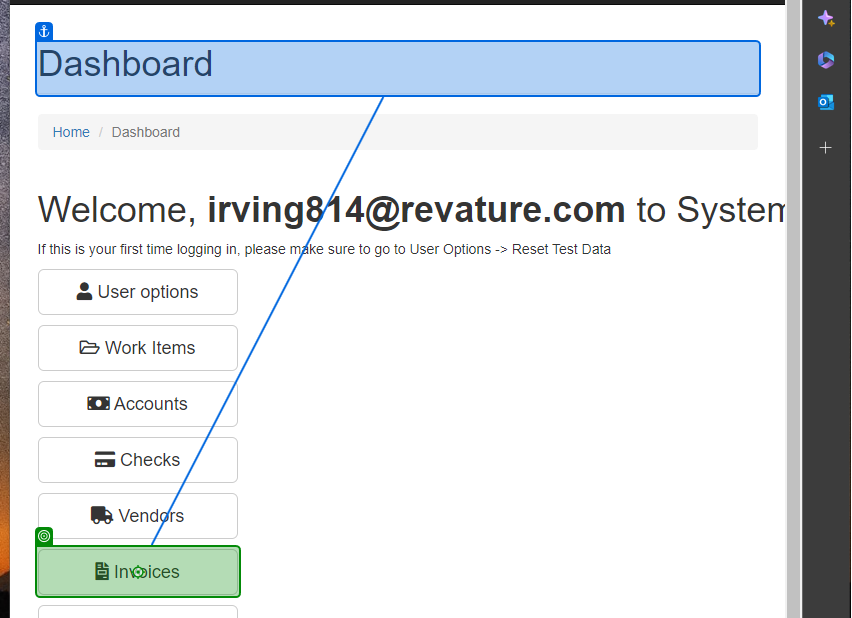 Dashboard
Home / Dashboard
Welcome, irving814@revature.com to System
If this is your first time logging in, please make sure to go to User Options -> Reset Test Data
User options
Work Items
Accounts
Checks
Vendors
Invoices